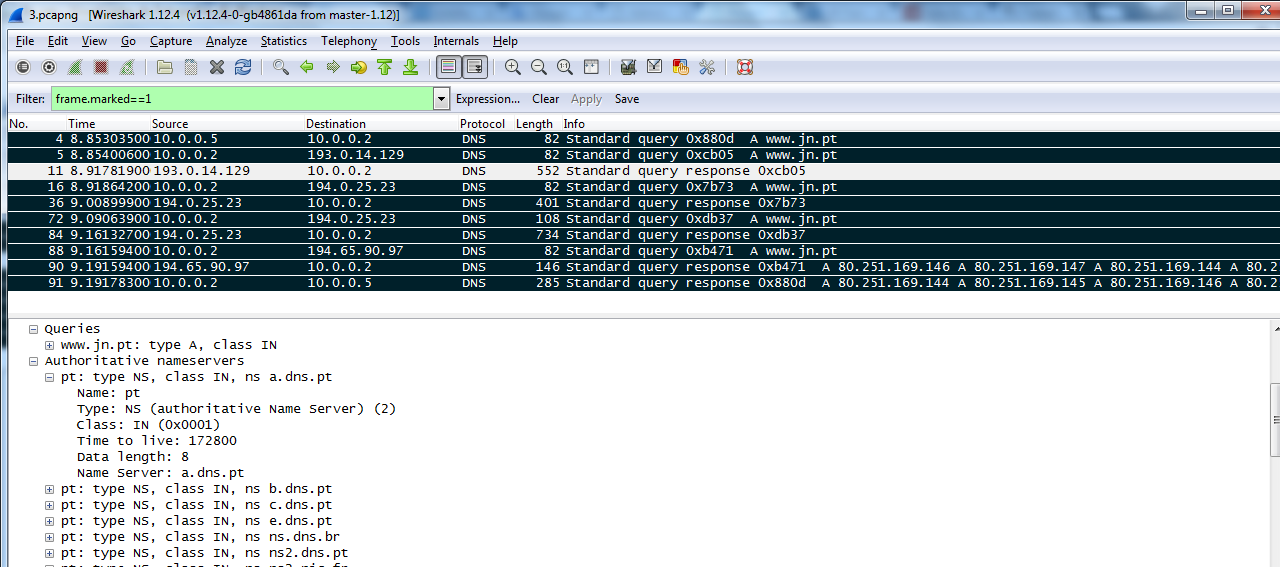 3.pcapng [Wireshark 1.12.4 (v1.12.4-0-gb4861da from master-1.12)]
File Edit View Go Capture Analyze Statistics Telephony Tools Internals Help
Filter: frame.marked==1 Expression... Clear Apply Save
No. Time Source Destination Protocol Length Info
4 8.85303500 10.0.0.5 10.0.0.2 DNS 82 Standard query 0x880d A www.jn.pt
5 8.85400600 10.0.0.2 193.0.14.129 DNS 82 Standard query 0xcb05 A www.jn.pt
11 8.91781900 193.0.14.129 10.0.0.2 DNS 552 Standard query response 0xcb05
16 8.91864200 10.0.0.2 194.0.25.23 DNS 82 Standard query 0x7b73 A www.jn.pt
36 9.00899900 194.0.25.23 10.0.0.2 DNS 401 Standard query response 0x7b73
72 9.09063900 10.0.0.2 194.0.25.23 DNS 108 Standard query 0xdb37 A www.jn.pt
84 9.16132700 194.0.25.23 10.0.0.2 DNS 734 Standard query response 0xdb37
88 9.16159400 10.0.0.2 194.65.90.97 DNS 82 Standard query 0xb471 A www.jn.pt
90 9.19159400 194.65.90.97 10.0.0.2 DNS 146 Standard query response 0xb471 A 80.251.169.146 A 80.251.169.147 A 80.251.169.144 A 80.2
91 9.19178300 10.0.0.2 10.0.0.5 DNS 285 Standard query response 0x880d A 80.251.169.144 A 80.251.169.145 A 80.251.169.146 A 80.2
Queries
www.jn.pt: type A, class IN
Authoritative nameservers
pt: type NS, class IN, ns a.dns.pt
Name: pt
Type: NS (authoritative Name Server) (2)
Class: IN (0x0001)
Time to live: 172800
Data length: 8
Name Server: a.dns.pt
pt: type NS, class IN, ns b.dns.pt
pt: type NS, class IN, ns c.dns.pt
pt: type NS, class IN, ns e.dns.pt
pt: type NS, class IN, ns ns.dns.br
pt: type NS, class IN, ns ns2.dns.pt
pt: type NS, class IN, ns